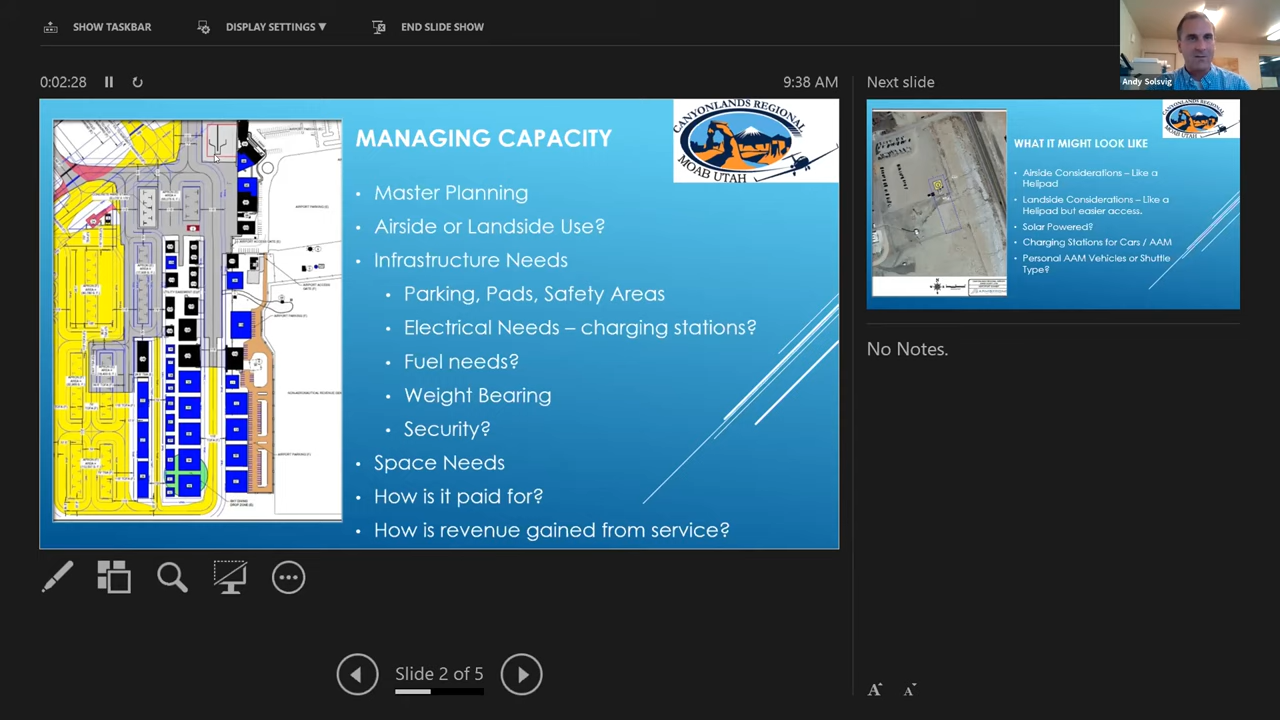 SHOW TASKBAR
DISPLAY SETTINGS ▼
END SLIDE SHOW
Andy Solsvig
0:02:28
9:38 AM
MANAGING CAPACITY
CANYONLANDS REGIONAL
MOAB UTAH
• Master Planning
• Airside or Landside Use?
• Infrastructure Needs
• Parking, Pads, Safety Areas
• Electrical Needs – charging stations?
• Fuel needs?
• Weight Bearing
• Security?
• Space Needs
• How is it paid for?
• How is revenue gained from service?
Slide 2 of 5
Next slide
CANYONLANDS REGIONAL
MOAB UTAH
WHAT IT MIGHT LOOK LIKE
• Airside Considerations – Like a
Helipad
• Landside Considerations – Like a
Helipad but easier access.
• Solar Powered?
• Charging Stations for Cars / AAM
• Personal AAM Vehicles or Shuttle
Type?
No Notes.
A A